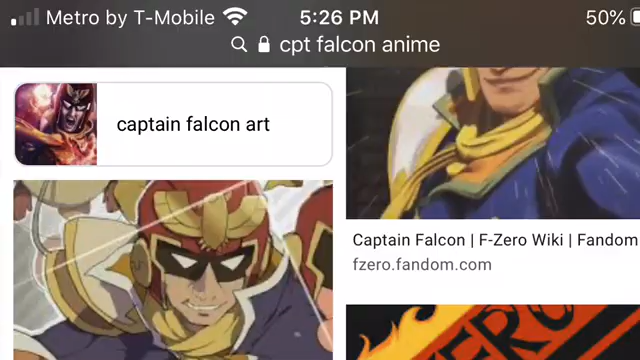 Metro by T-Mobile 5:26 PM 50%
cpt falcon anime
captain falcon art
Captain Falcon | F-Zero Wiki | Fandom
fzero.fandom.com